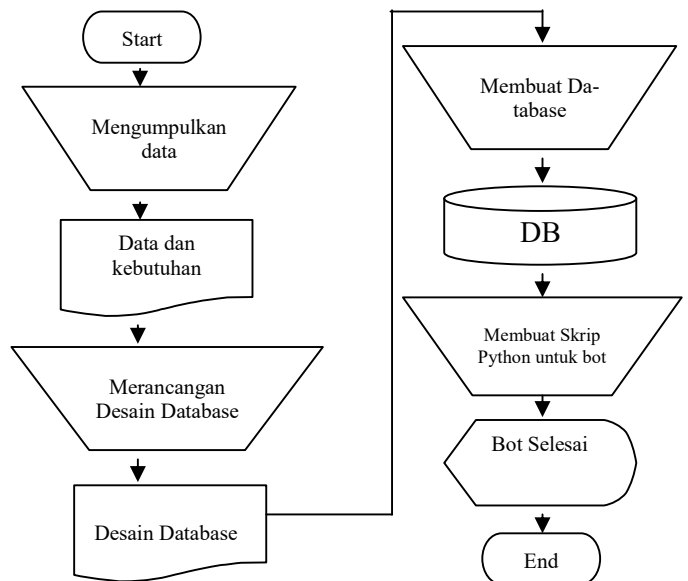 Start
Mengumpulkan
data
Data dan
kebutuhan
Merancangan
Desain Database
Desain Database
Membuat Da-
tabase
DB
Membuat Skrip
Python untuk bot
Bot Selesai
End